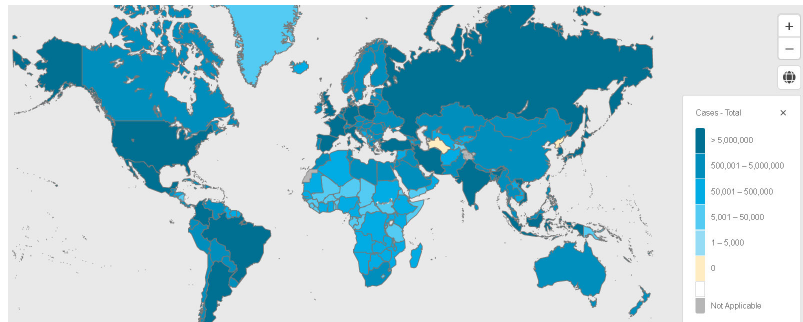 +
−
Cases - Total ×
> 5,000,000
500,001 – 5,000,000
50,001 – 500,000
5,001 – 50,000
1 – 5,000
0
Not Applicable